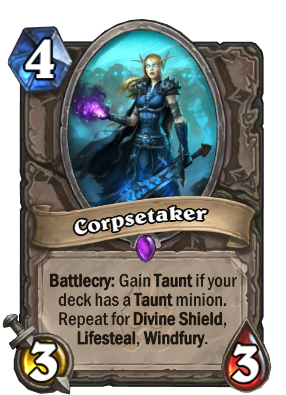 4
Corpsetaker
Battlecry: Gain Taunt if your
deck has a Taunt minion.
Repeat for Divine Shield,
Lifesteal, Windfury.
3
3